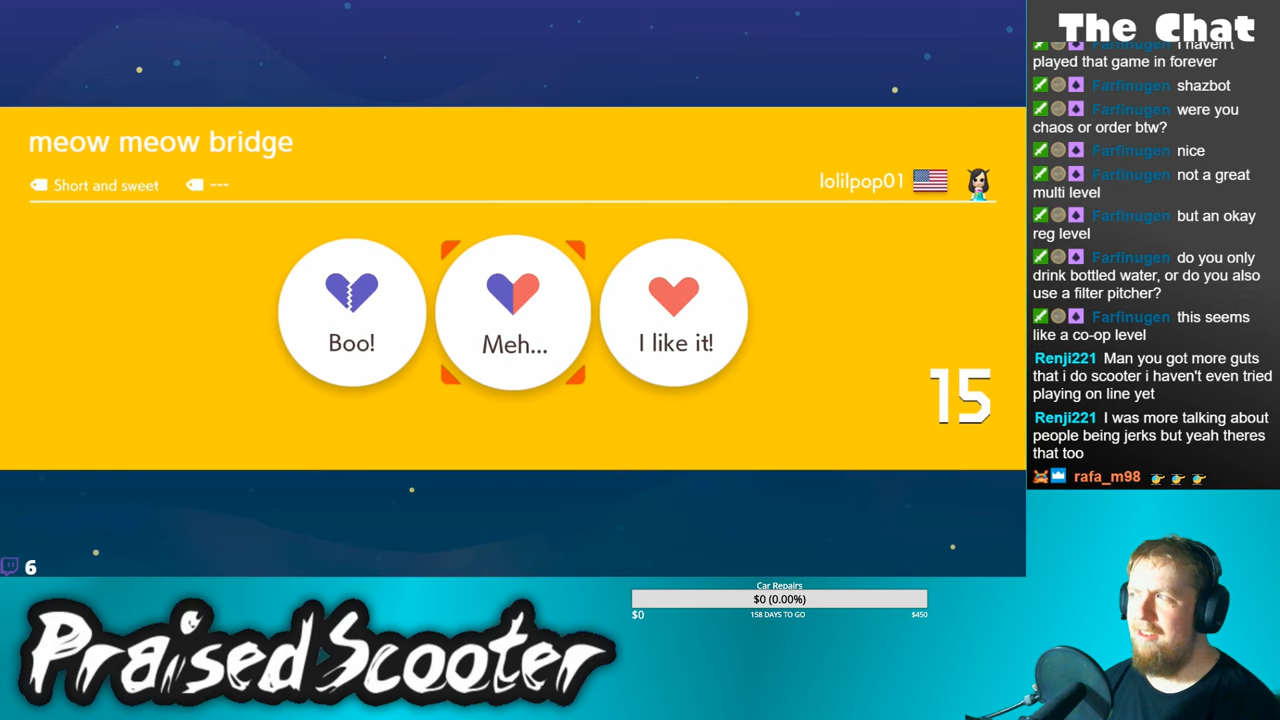 The Chat
Farfinugen I haven't
played that game in forever
Farfinugen shazbot
Farfinugen were you
chaos or order btw?
Farfinugen nice
Farfinugen not a great
multi level
Farfinugen but an okay
reg level
Farfinugen do you only
drink bottled water, or do you also
use a filter pitcher?
Farfinugen this seems
like a co-op level
Renji221 Man you got more guts
that i do scooter i haven't even tried
playing on line yet
Renji221 I was more talking about
people being jerks but yeah theres
that too
rafa_m98
meow meow bridge
Short and sweet ---
lolilpop01
Boo!
Meh...
I like it!
15
6
PraisedScooter
Car Repairs
$0 (0.00%)
$0 158 DAYS TO GO $450